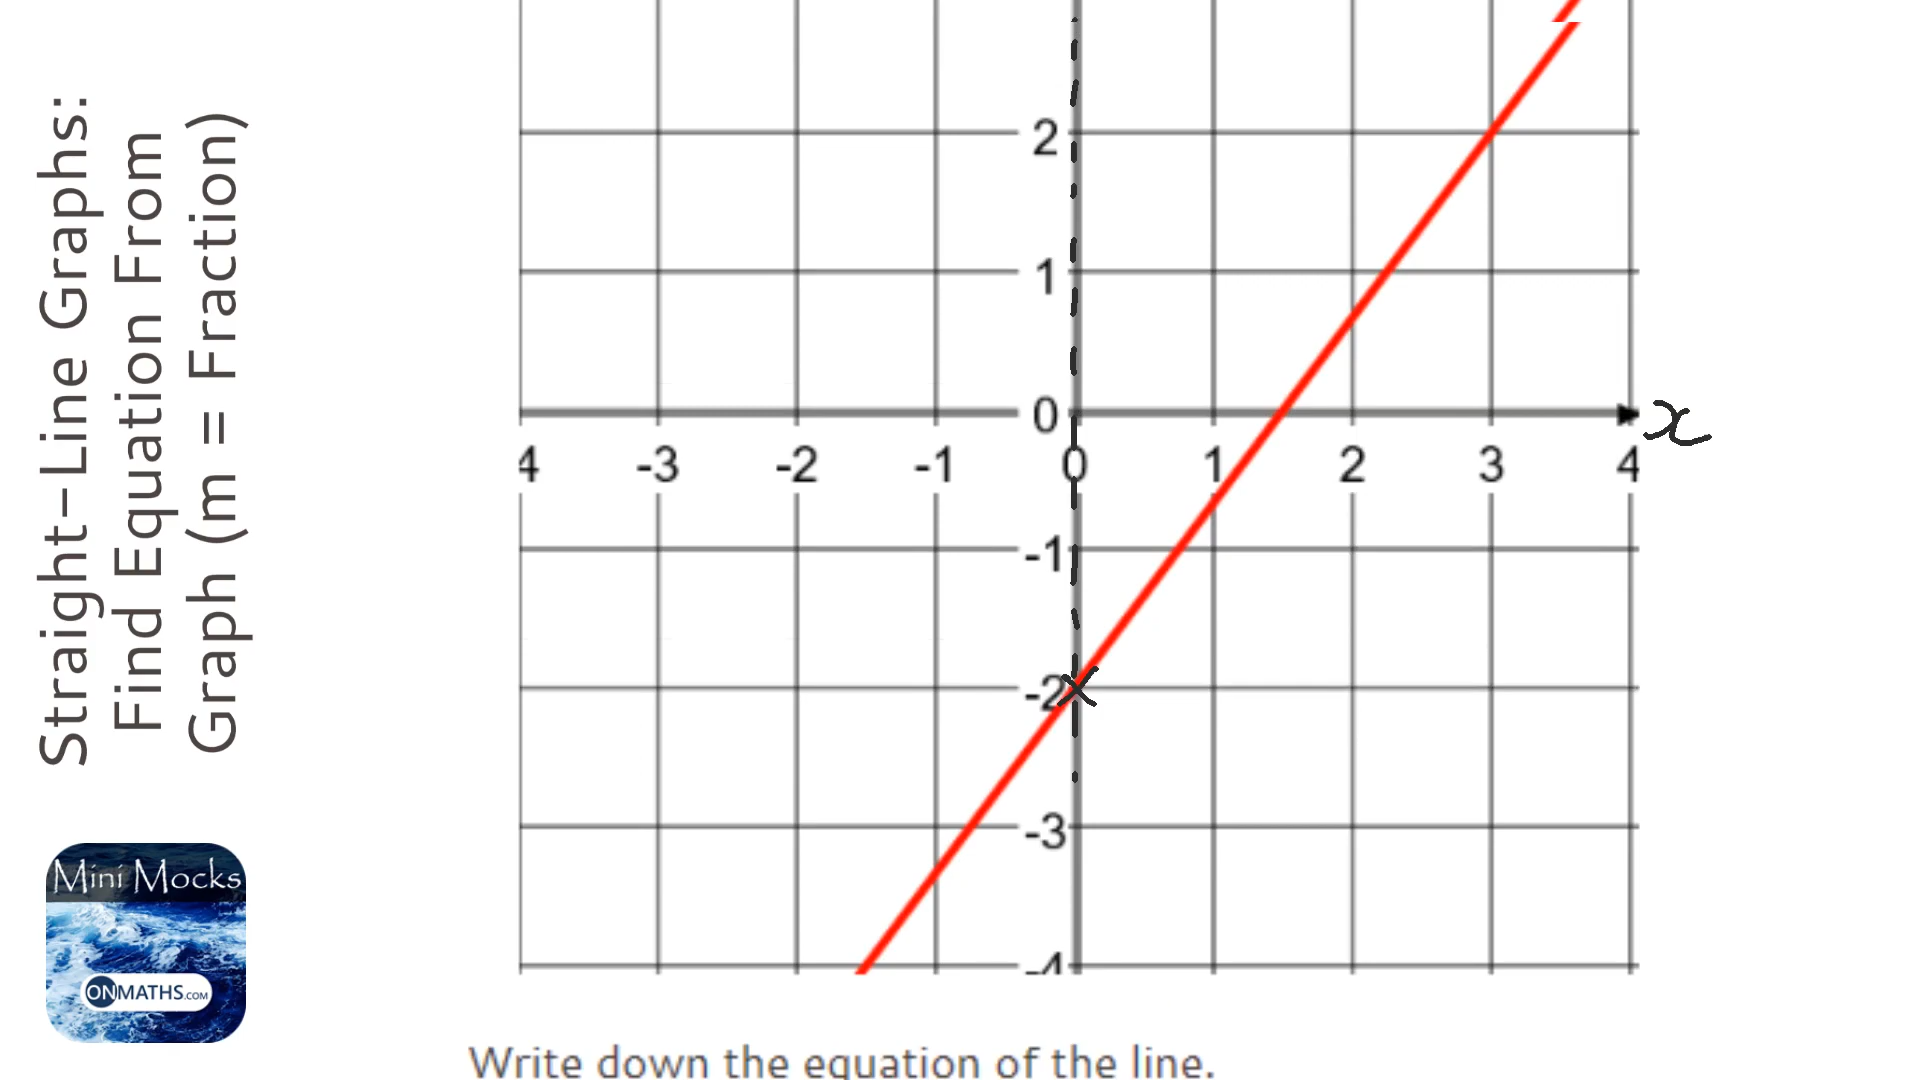 Straight-Line Graphs:
Find Equation From
Graph (m = Fraction)
Mini Mocks
ONMATHS.COM
2
1
0
x
4 -3 -2 -1 0 1 2 3 4
-1
-2
-3
-4
Write down the equation of the line.